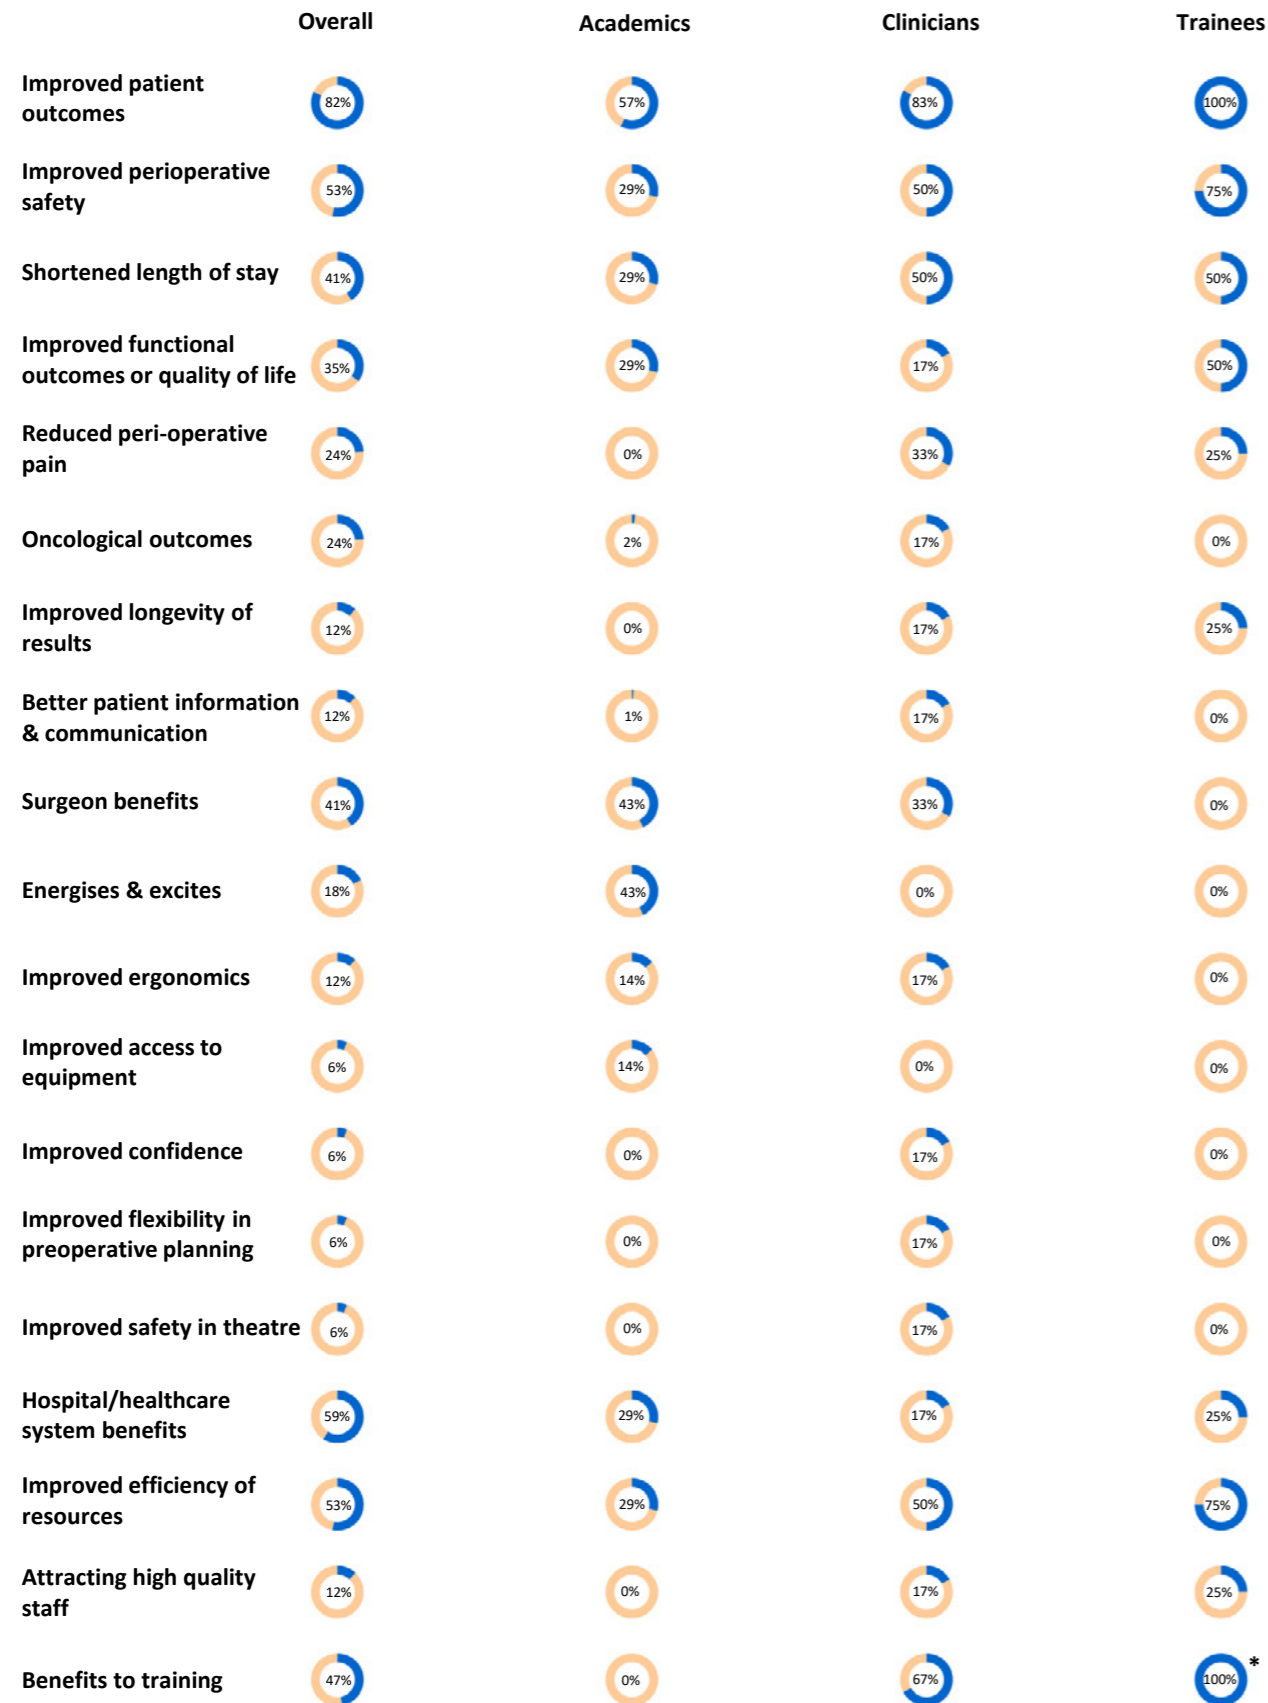 Overall Academics Clinicians Trainees
Improved patient
outcomes
82% 57% 83% 100%
Improved perioperative
safety
53% 29% 50% 75%
Shortened length of stay 41% 29% 50% 50%
Improved functional
outcomes or quality of life
35% 29% 17% 50%
Reduced peri-operative
pain
24% 0% 33% 25%
Oncological outcomes 24% 2% 17% 0%
Improved longevity of
results
12% 0% 17% 25%
Better patient information
& communication
12% 1% 17% 0%
Surgeon benefits 41% 43% 33% 0%
Energises & excites 18% 43% 0% 0%
Improved ergonomics 12% 14% 17% 0%
Improved access to
equipment
6% 14% 0% 0%
Improved confidence 6% 0% 17% 0%
Improved flexibility in
preoperative planning
6% 0% 17% 0%
Improved safety in theatre 6% 0% 17% 0%
Hospital/healthcare
system benefits
59% 29% 17% 25%
Improved efficiency of
resources
53% 29% 50% 75%
Attracting high quality
staff
12% 0% 17% 25%
Benefits to training 47% 0% 67% 100% *